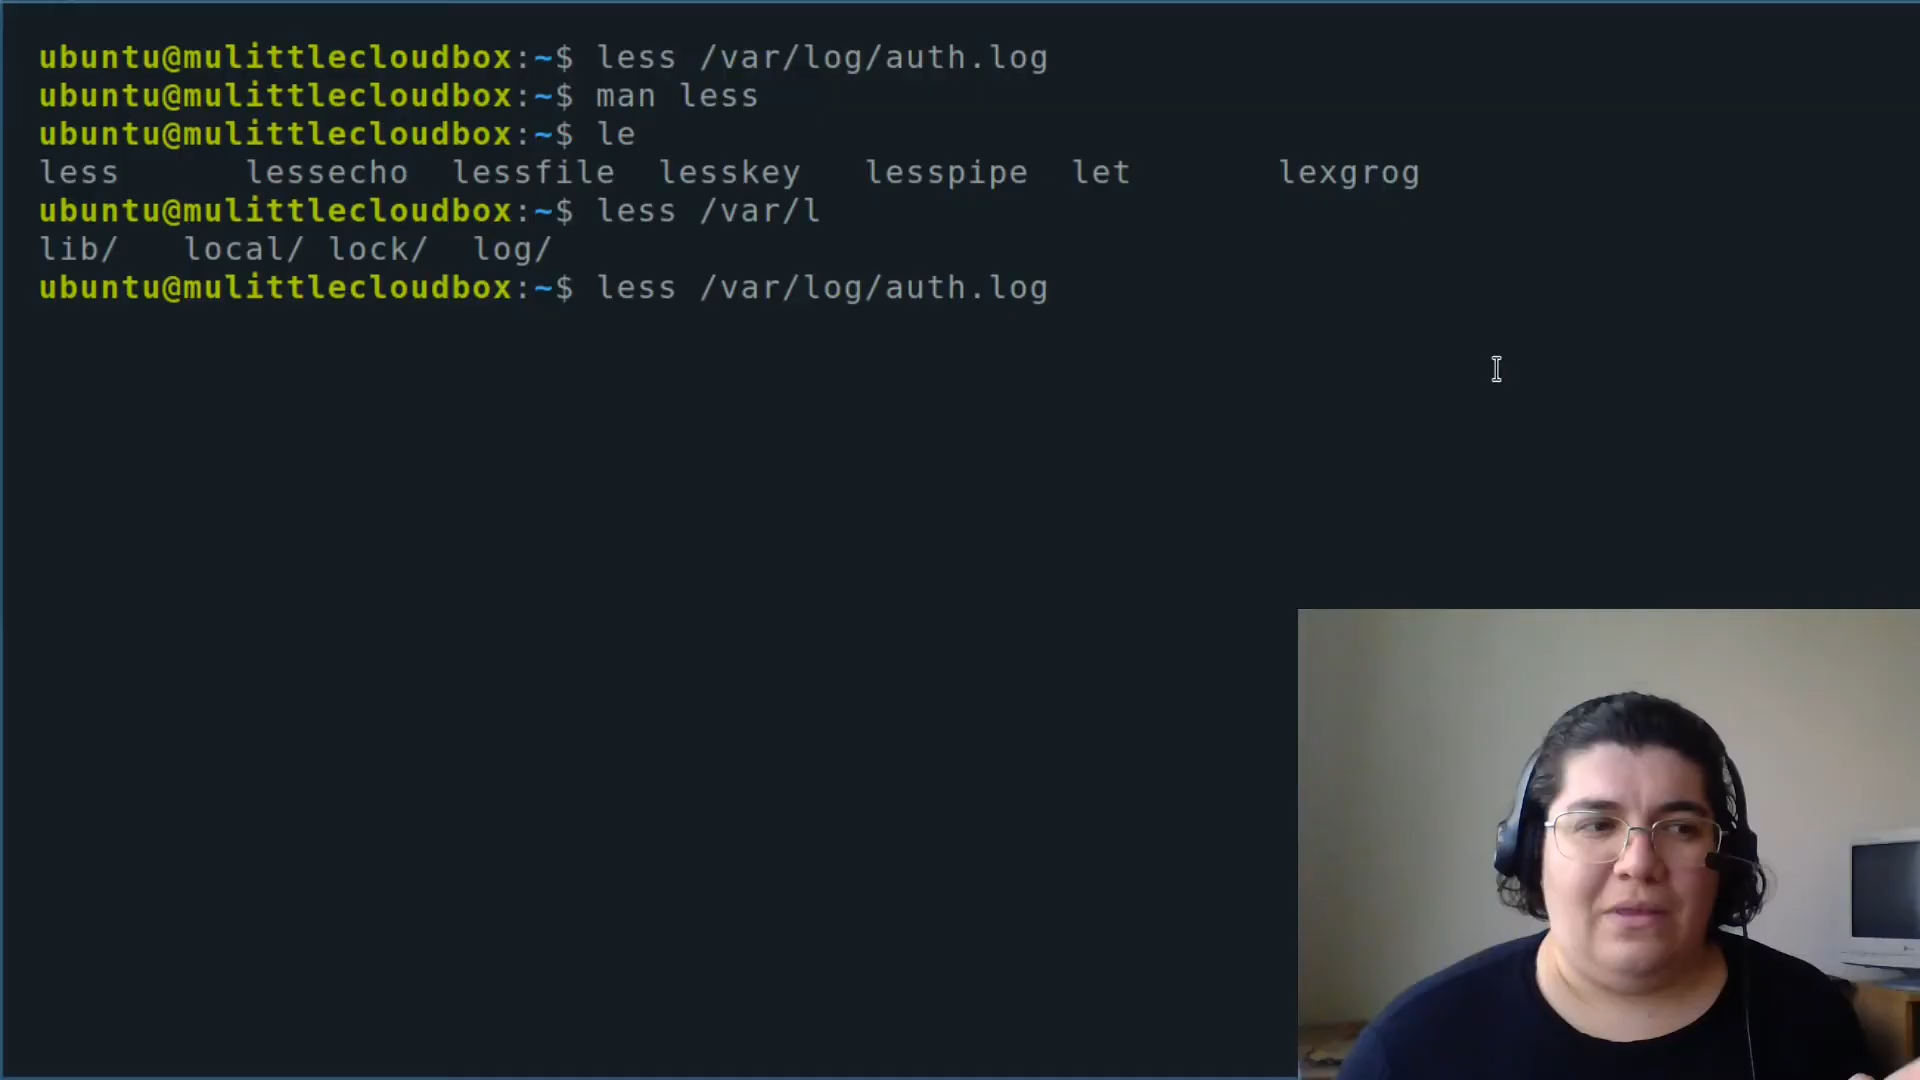 ubuntu@mulittlecloudbox:~$ less /var/log/auth.log
ubuntu@mulittlecloudbox:~$ man less
ubuntu@mulittlecloudbox:~$ le
less lessecho lessfile lesskey lesspipe let lexgrog
ubuntu@mulittlecloudbox:~$ less /var/l
lib/ local/ lock/ log/
ubuntu@mulittlecloudbox:~$ less /var/log/auth.log